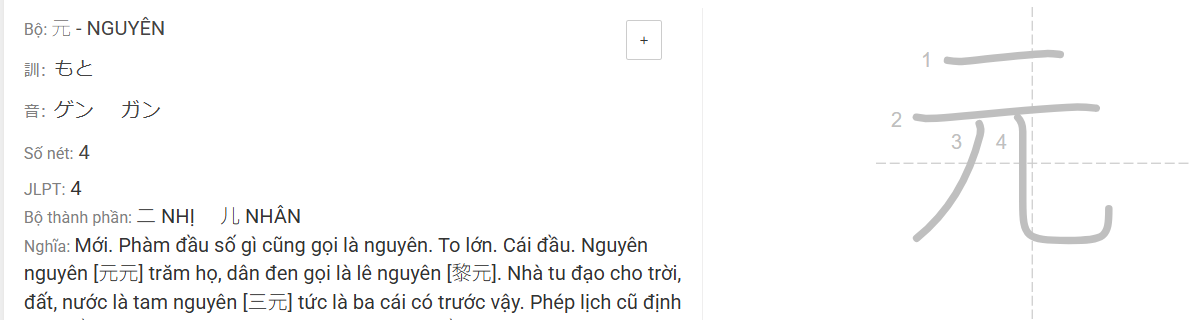 Bộ: 元 - NGUYÊN
+
訓: もと
音: ゲン ガン
Số nét: 4
JLPT: 4
Bộ thành phần: 二 NHỊ 儿 NHÂN
Nghĩa: Mới. Phàm đầu số gì cũng gọi là nguyên. To lớn. Cái đầu. Nguyên
nguyên [元元] trăm họ, dân đen gọi là lê nguyên [黎元]. Nhà tu đạo cho trời,
đất, nước là tam nguyên [三元] tức là ba cái có trước vậy. Phép lịch cũ định
1
2
3 4
元